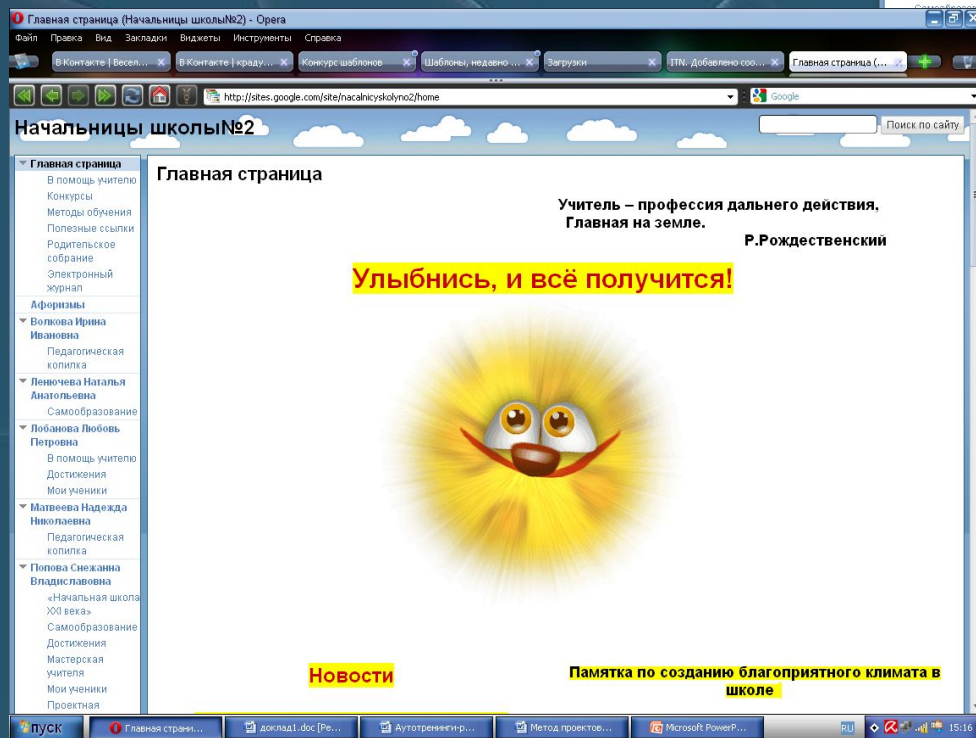 Главная страница (Начальницы школы№2) - Opera
Файл Правка Вид Закладки Виджеты Инструменты Справка
В Контакте | Весел... В Контакте | краду... Конкурс шаблонов Шаблоны, недавно ... Загрузки ITN. Добавлено соо... Главная страница (...
http://sites.google.com/site/nacalnicyskolyno2/home Google
Начальницы школы№2
Поиск по сайту
Главная страница
В помощь учителю
Конкурсы
Методы обучения
Полезные ссылки
Родительское
собрание
Электронный
журнал
Афоризмы
Волкова Ирина
Ивановна
Педагогическая
копилка
Ленючева Наталья
Анатольевна
Самообразование
Лобанова Любовь
Петровна
В помощь учителю
Достижения
Мои ученики
Матвеева Надежда
Николаевна
Педагогическая
копилка
Попова Снежанна
Владиславовна
«Начальная школа
XXI века»
Самообразование
Достижения
Мастерская
учителя
Мои ученики
Проектная
Главная страница
Учитель – профессия дальнего действия,
Главная на земле.
Р.Рождественский
Улыбнись, и всё получится!
Новости
Памятка по созданию благоприятного климата в
школе
пуск Главная страни... доклад1.doc [Ре... Аутотренинги-р... Метод проектов... Microsoft PowerP... RU 15:16